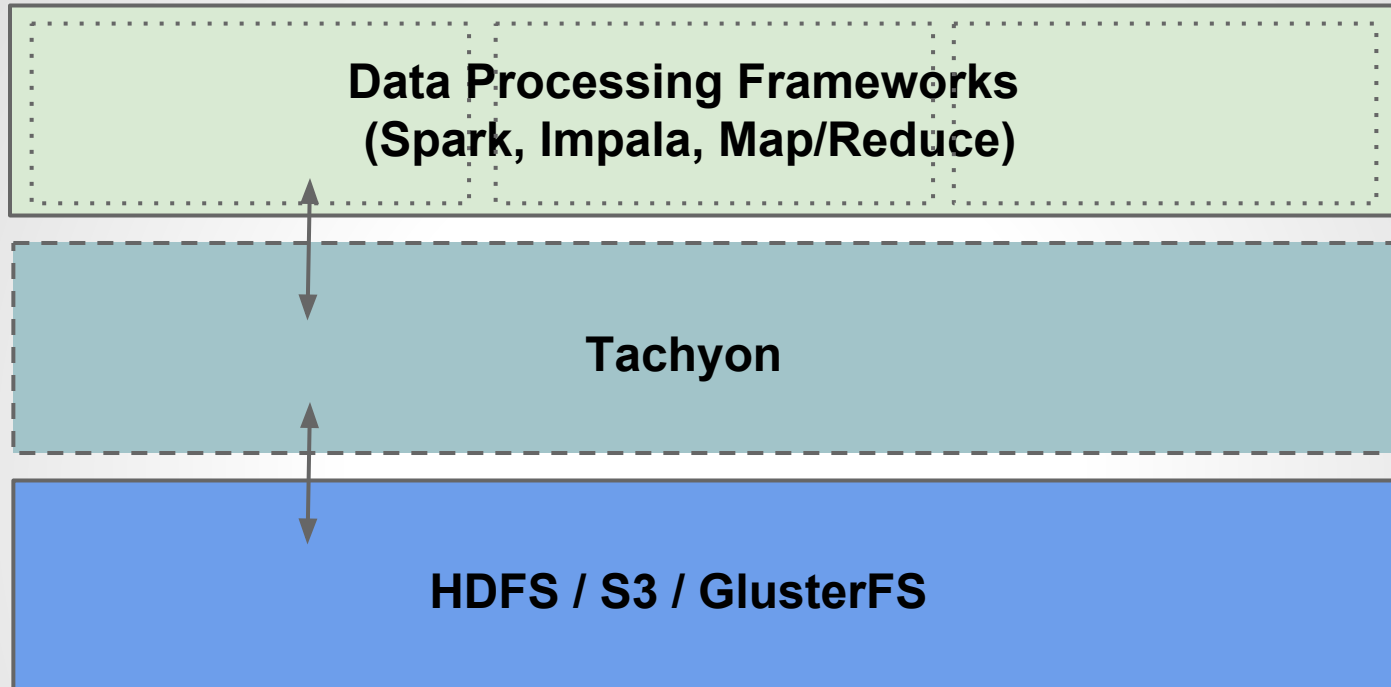 Data Processing Frameworks
(Spark, Impala, Map/Reduce)
Tachyon
HDFS / S3 / GlusterFS